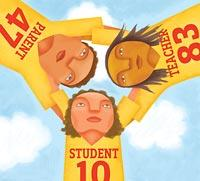 PARENT
47
TEACHER
83
STUDENT
10